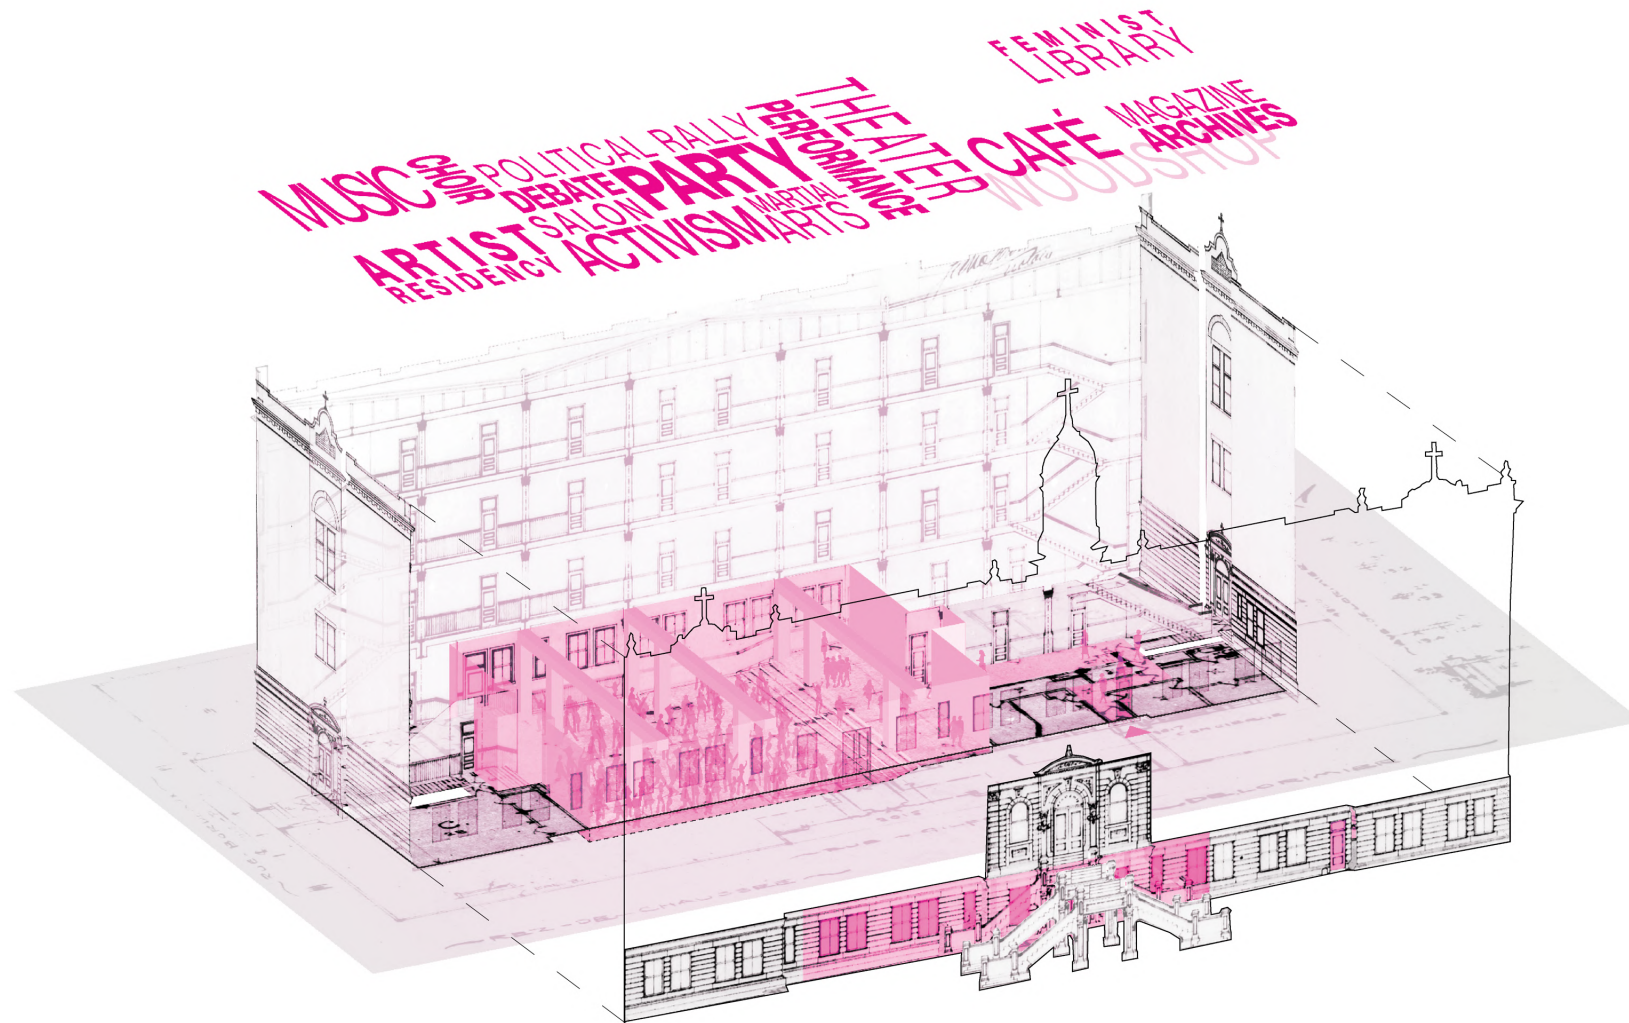 FEMINIST
LIBRARY
MAGAZINE
ARCHIVES
CAFÉ
WOODSHOP
THEATER
PERFORMANCE
POLITICAL RALLY
PARTY
DEBATE
MUSIC
CHOIR
SALON
MARTIAL
ARTS
ACTIVISM
ARTIST
RESIDENCY